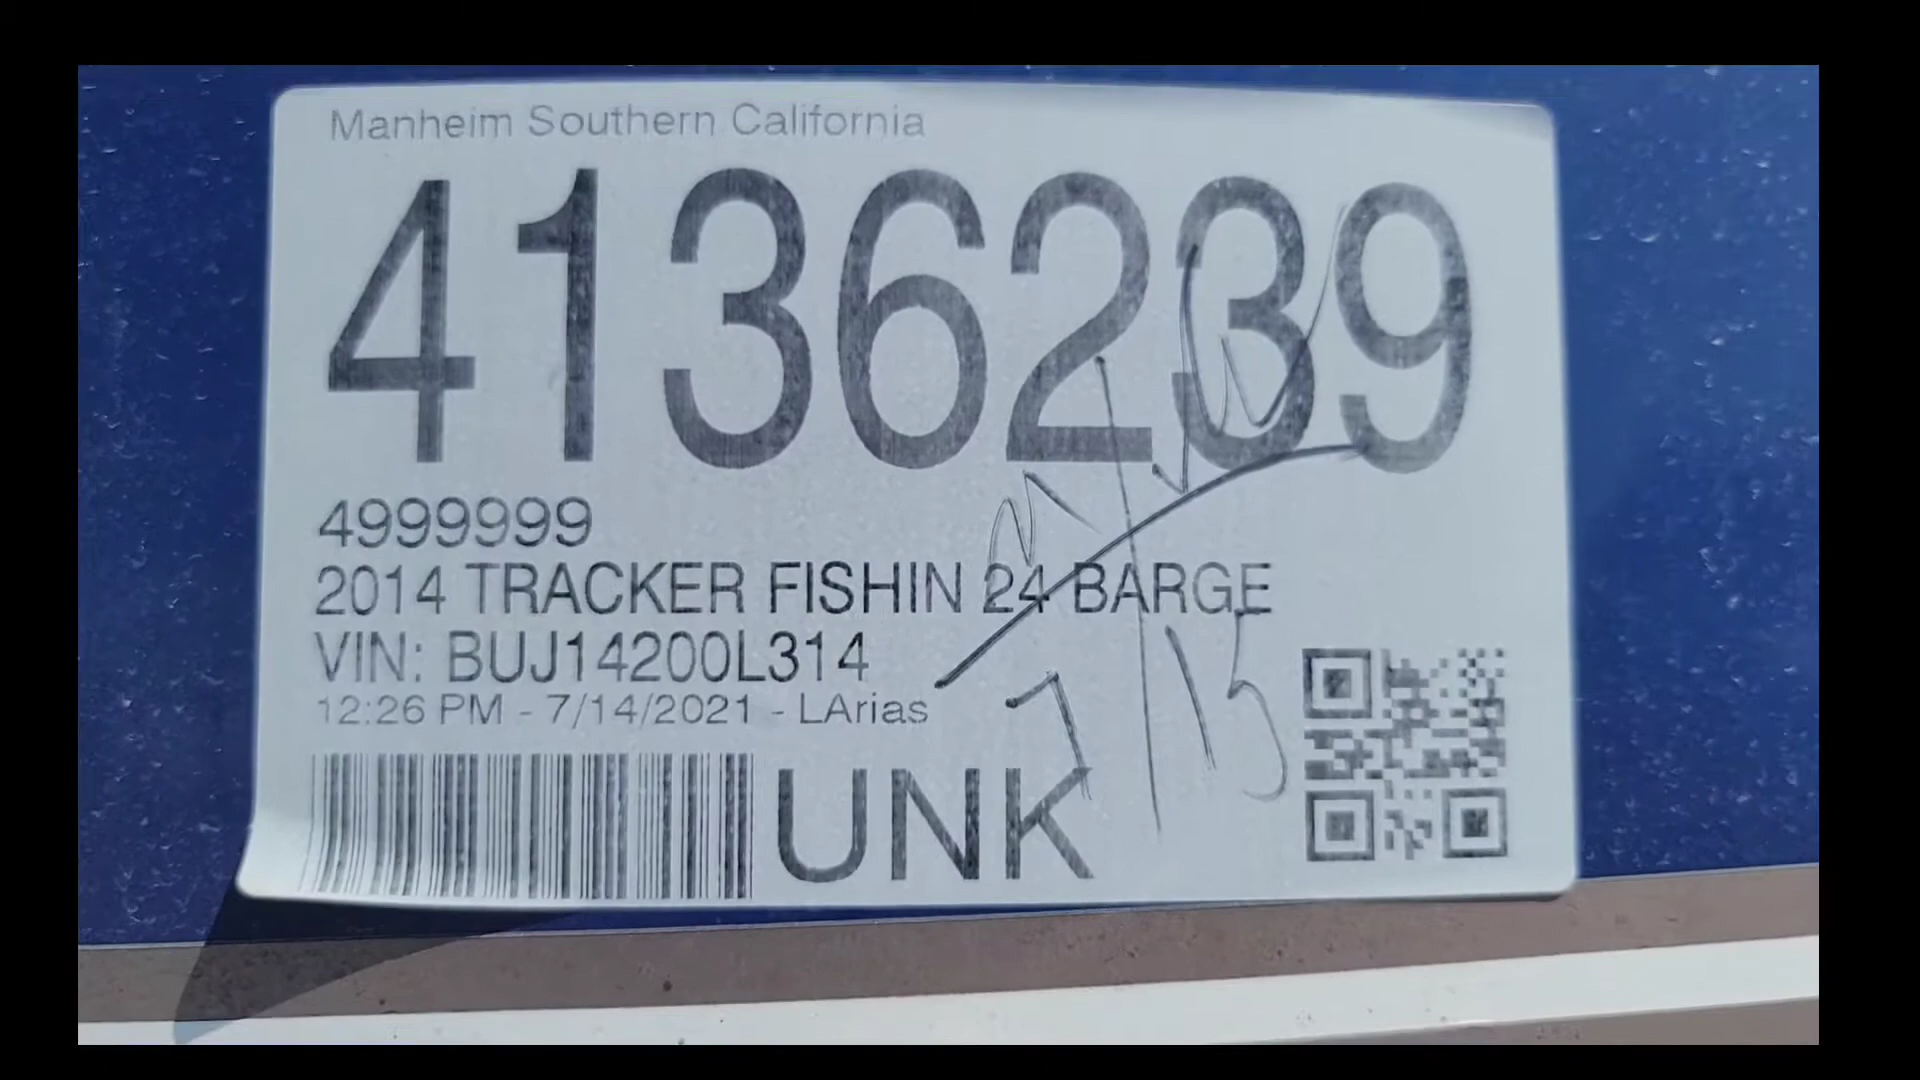 Manheim Southern California
4136239
4999999
2014 TRACKER FISHIN 24 BARGE
VIN: BUJ14200L314
12:26 PM - 7/14/2021 - LArias
7/15
UNK